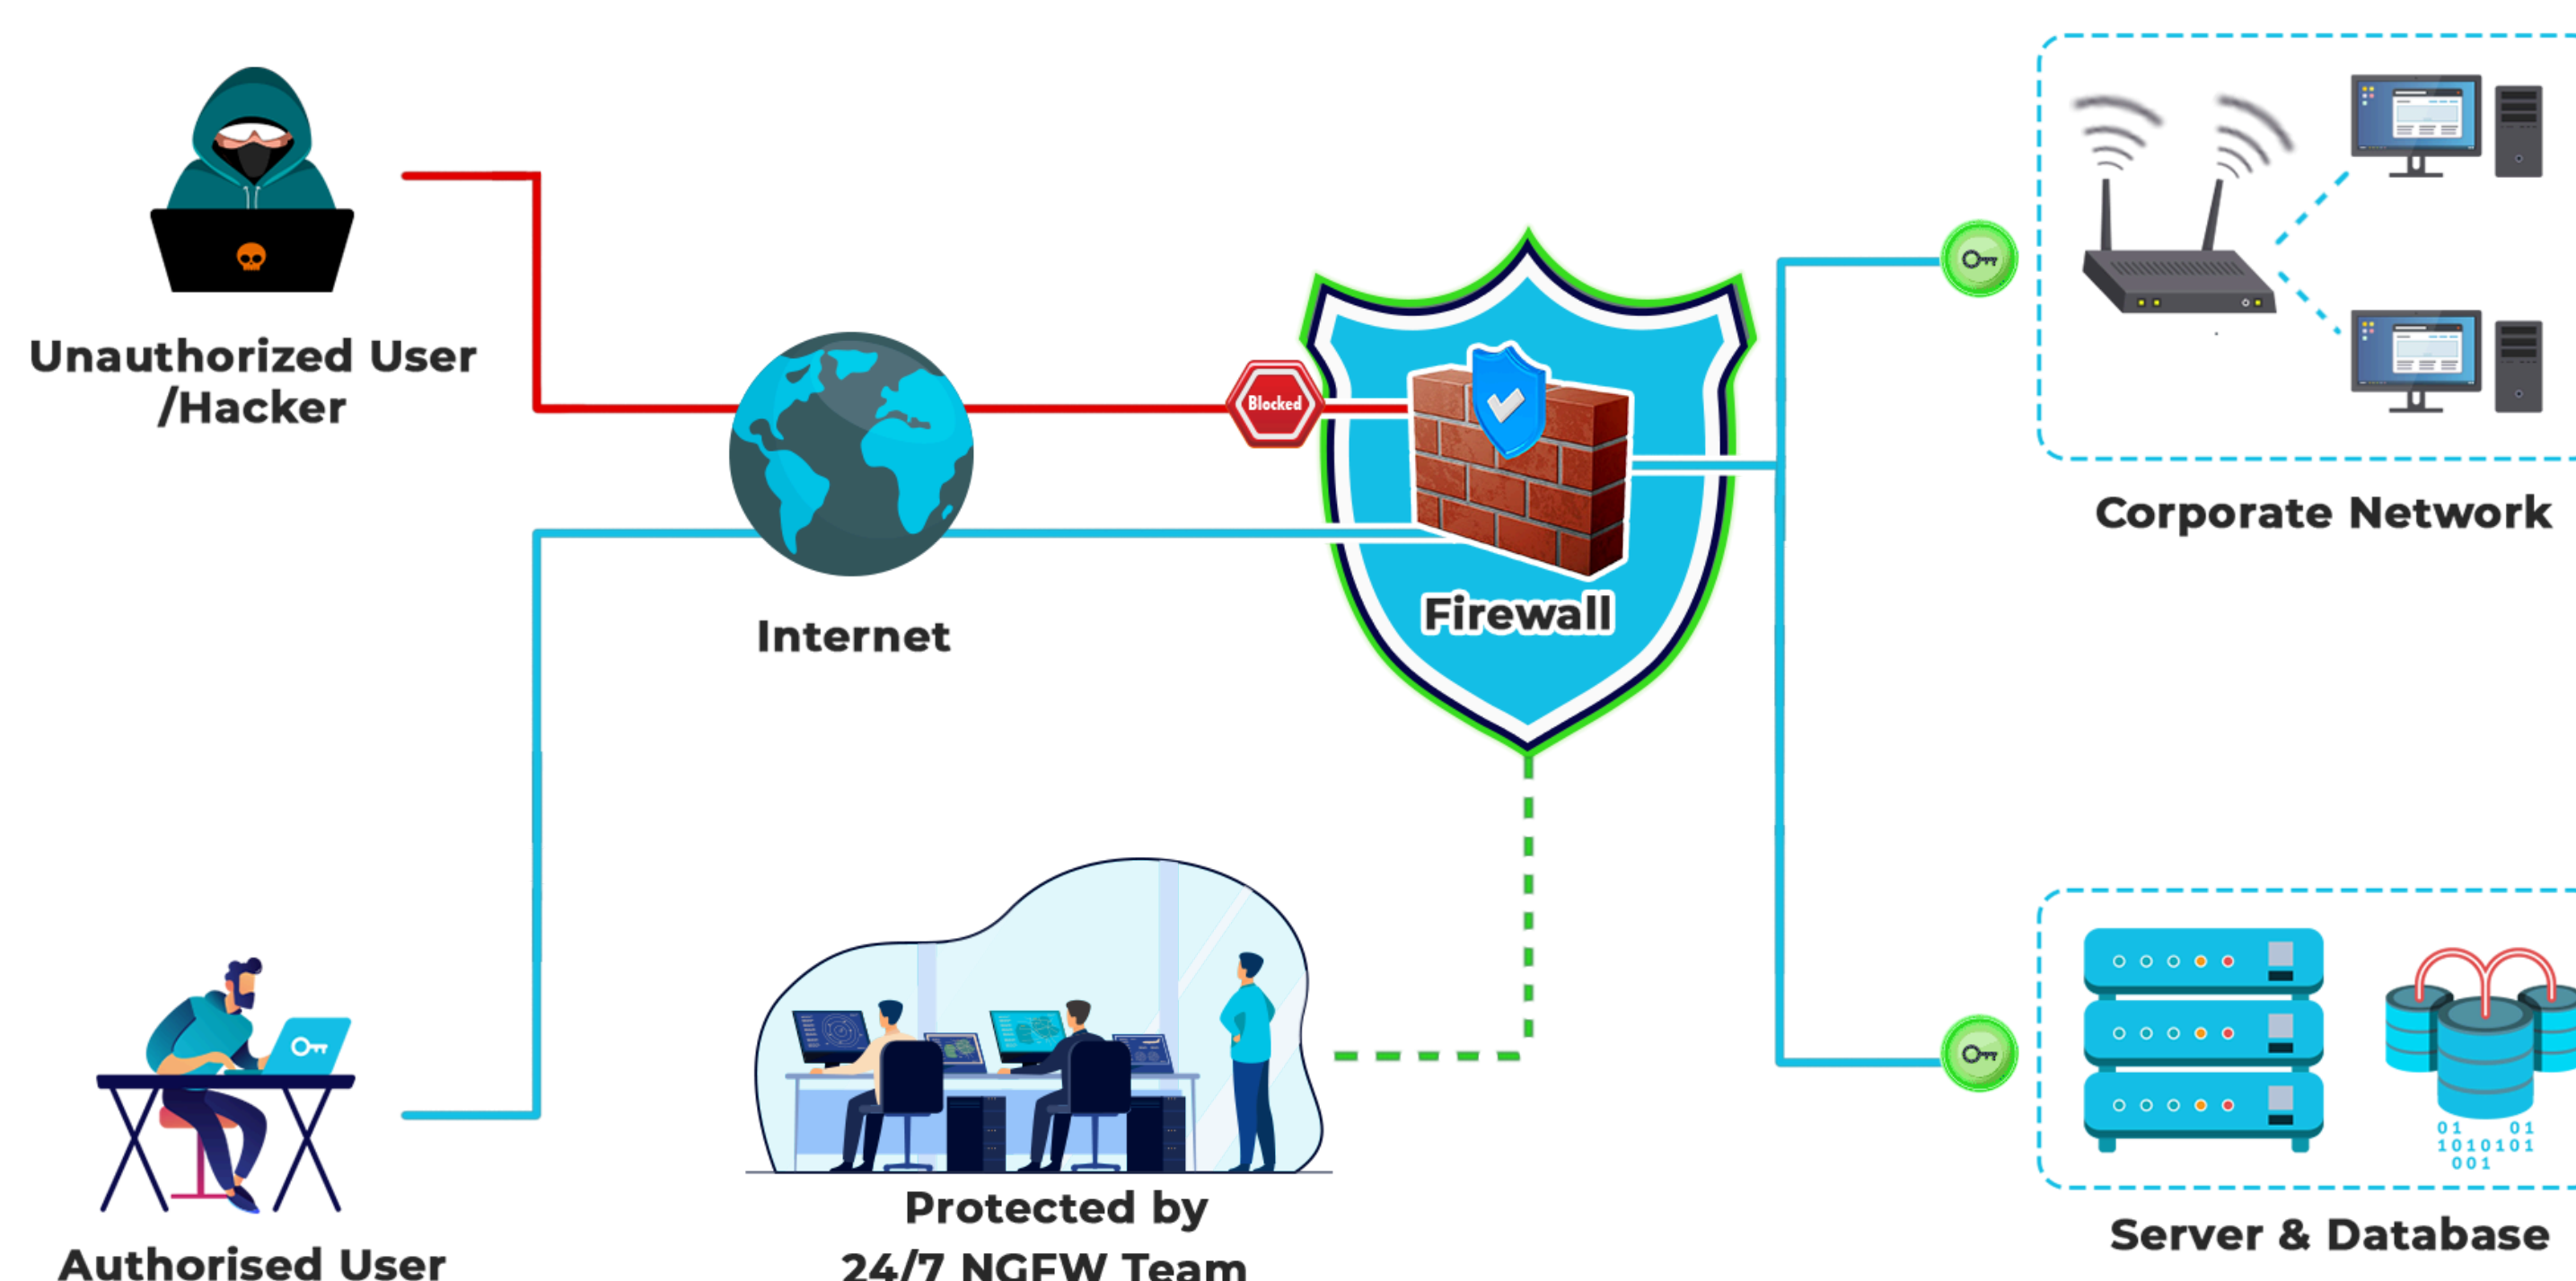 Unauthorized User
/Hacker
Blocked
Internet
Firewall
Corporate Network
Authorised User
Protected by
24/7 NGFW Team
01 01
1010101
001
Server & Database